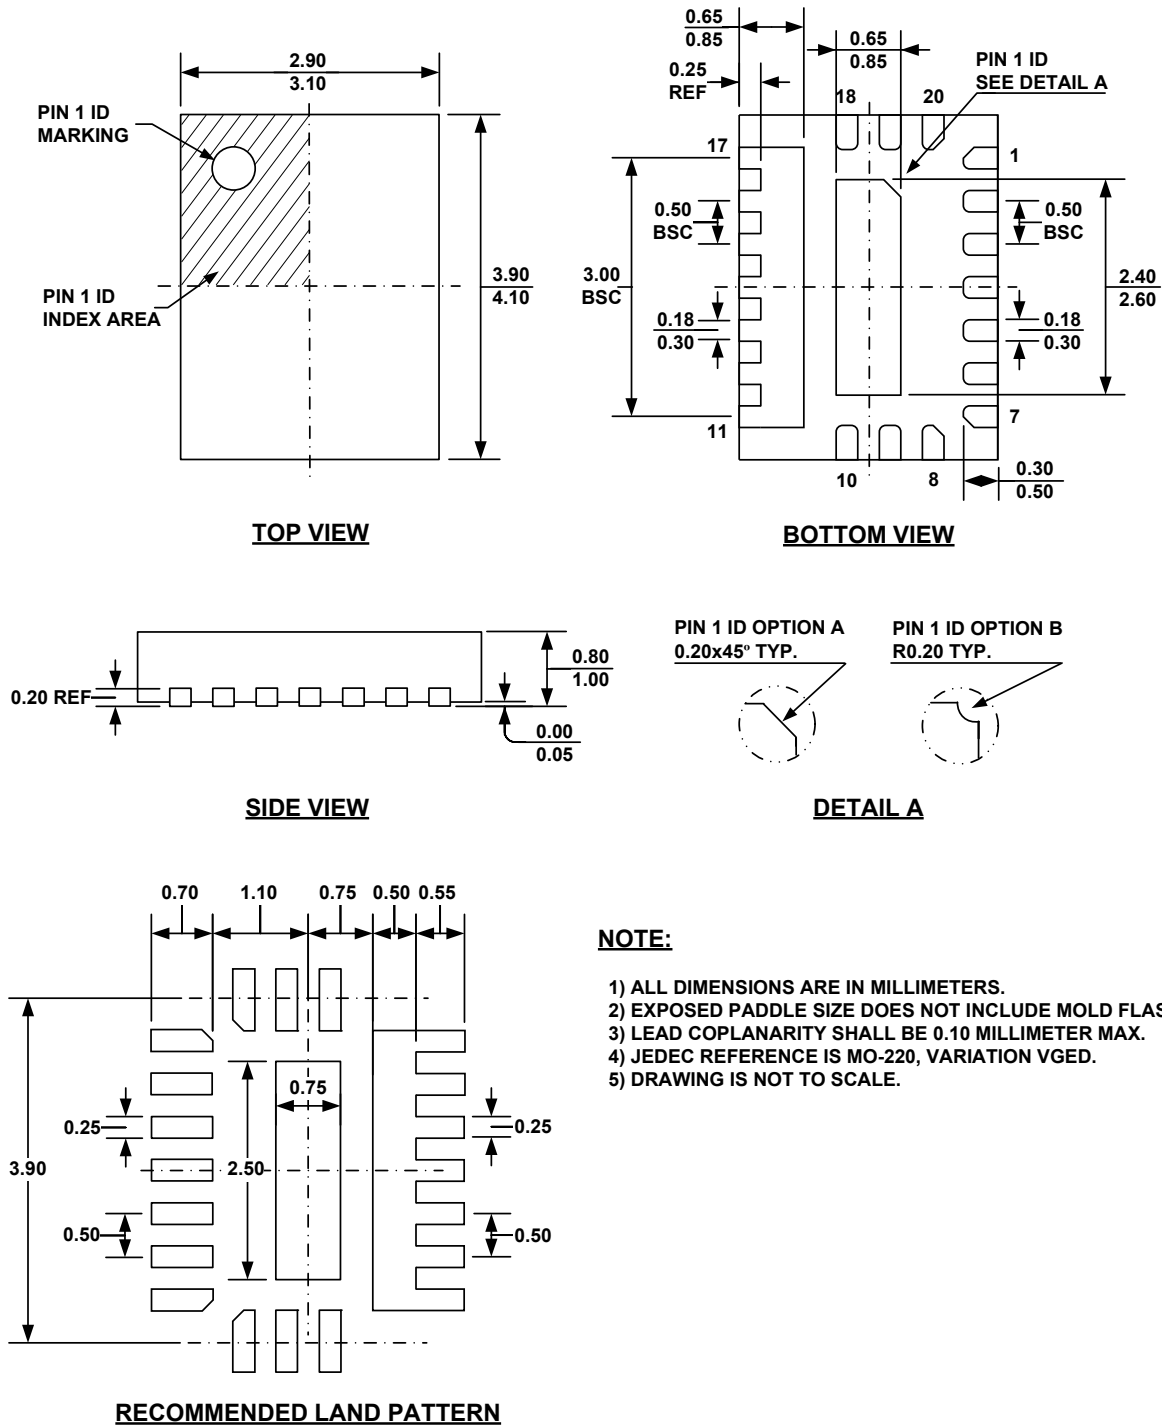 2.90
3.10
PIN 1 ID
MARKING
PIN 1 ID
INDEX AREA
3.90
4.10
TOP VIEW
0.65
0.85
0.25
REF
0.65
0.85
PIN 1 ID
SEE DETAIL A
18
20
17
1
0.50
BSC
0.50
BSC
3.00
BSC
2.40
2.60
0.18
0.30
0.18
0.30
11
7
10
8
0.30
0.50
BOTTOM VIEW
0.20 REF
0.80
1.00
0.00
0.05
SIDE VIEW
PIN 1 ID OPTION A
0.20x45º TYP.
PIN 1 ID OPTION B
R0.20 TYP.
DETAIL A
0.70
1.10
0.75
0.50
0.55
0.75
0.25
0.25
3.90
2.50
0.50
0.50
RECOMMENDED LAND PATTERN
NOTE:
1) ALL DIMENSIONS ARE IN MILLIMETERS.
2) EXPOSED PADDLE SIZE DOES NOT INCLUDE MOLD FLAS
3) LEAD COPLANARITY SHALL BE 0.10 MILLIMETER MAX.
4) JEDEC REFERENCE IS MO-220, VARIATION VGED.
5) DRAWING IS NOT TO SCALE.